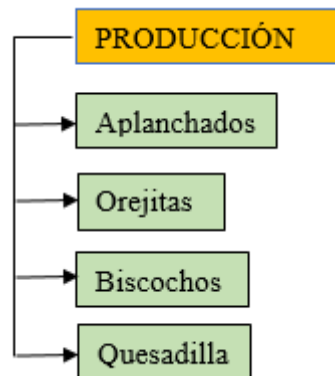 PRODUCCIÓN
Aplanchados
Orejitas
Biscochos
Quesadilla